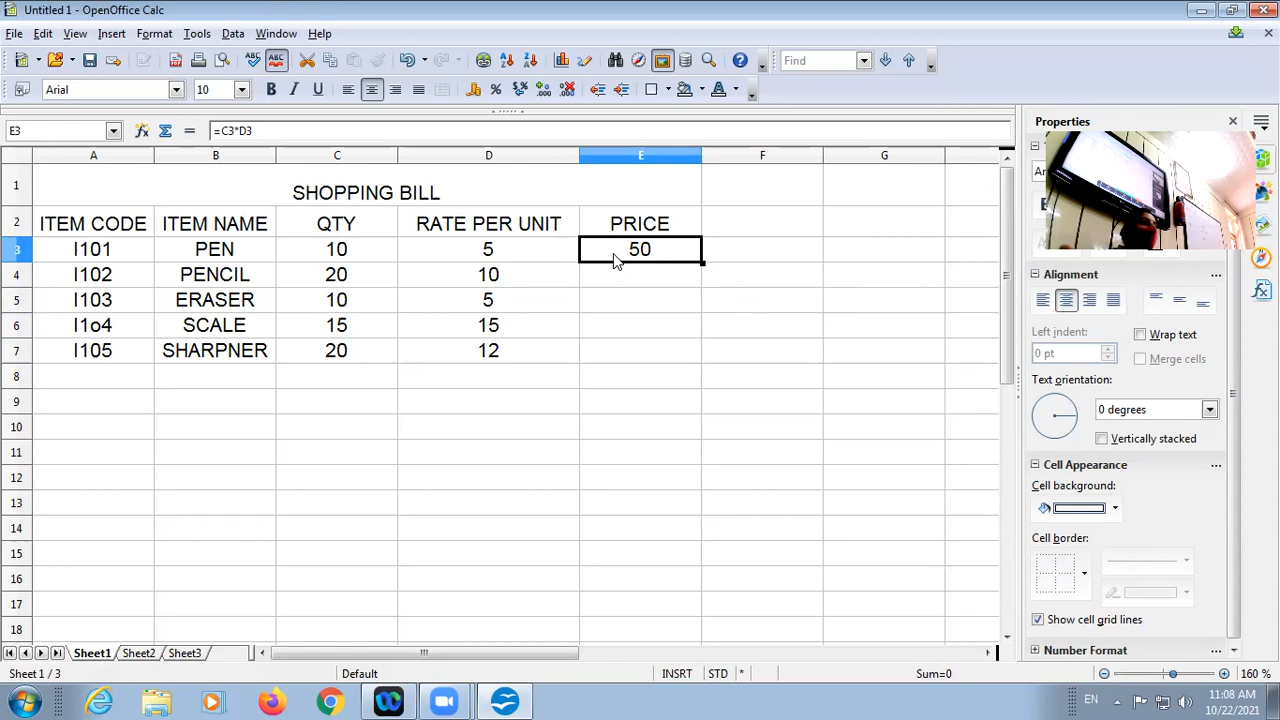 Untitled 1 - OpenOffice Calc
File Edit View Insert Format Tools Data Window Help
Find
Arial 10
E3 =C3*D3
Properties
A B C D E F G
1 SHOPPING BILL
2 ITEM CODE ITEM NAME QTY RATE PER UNIT PRICE
3 I101 PEN 10 5 50
4 I102 PENCIL 20 10
5 I103 ERASER 10 5
6 I1o4 SCALE 15 15
7 I105 SHARPNER 20 12
8
9
10
11
12
13
14
15
16
17
18
Alignment
Left indent: Wrap text
0 pt Merge cells
Text orientation:
0 degrees
Vertically stacked
Cell Appearance
Cell background:
Cell border:
Show cell grid lines
Number Format
Sheet1 Sheet2 Sheet3
Sheet 1 / 3 Default INSRT STD * Sum=0 160 %
EN 11:08 AM
10/22/2021